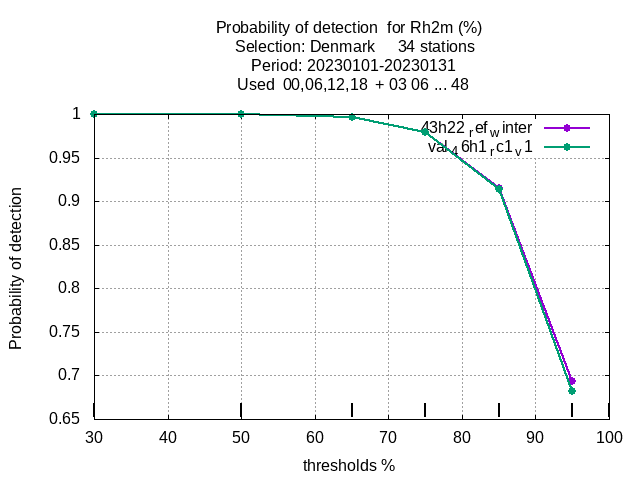 Probability of detection for Rh2m (%)
Selection: Denmark 34 stations
Period: 20230101-20230131
Used 00,06,12,18 + 03 06 ... 48
43h22refwinter
val46h1rc1v1
1
0.95
0.9
0.85
0.8
0.75
0.7
0.65
Probability of detection
30 40 50 60 70 80 90 100
thresholds %